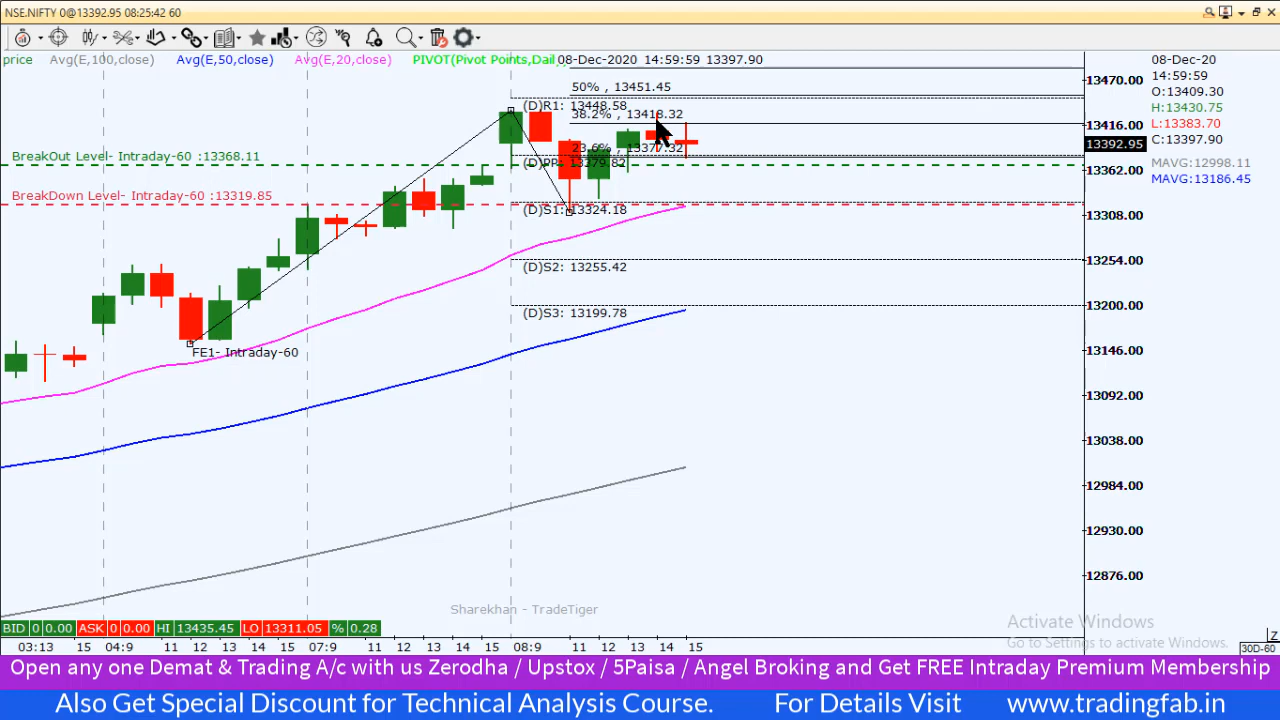 NSE.NIFTY 0@13392.95 08:25:42 60
price Avg(E,100,close) Avg(E,50,close) Avg(E,20,close) PIVOT(Pivot Points,Dail 08-Dec-2020 14:59:59 13397.90
08-Dec-20
14:59:59
O:13409.30
H:13430.75
L:13383.70
C:13397.90
MAVG:12998.11
MAVG:13186.45
50% , 13451.45
(D)R1: 13448.58
38.2% , 13418.32
23.6% , 13377.32
(D)PP: 13379.82
BreakOut Level- Intraday-60 :13368.11
BreakDown Level- Intraday-60 :13319.85
(D)S1: 13324.18
(D)S2: 13255.42
(D)S3: 13199.78
FE1- Intraday-60
13470.00
13416.00
13392.95
13362.00
13308.00
13254.00
13200.00
13146.00
13092.00
13038.00
12984.00
12930.00
12876.00
Sharekhan - TradeTiger
Activate Windows
Go to Settings to activate Windows.
BID 0 0.00 ASK 0 0.00 HI 13435.45 LO 13311.05 % 0.28
03:13 15 04:9 11 12 13 14 15 07:9 11 12 13 14 15 08:9 11 12 13 14 15
Z
30D-60
Open any one Demat & Trading A/c with us Zerodha / Upstox / 5Paisa / Angel Broking and Get FREE Intraday Premium Membership
Also Get Special Discount for Technical Analysis Course. For Details Visit www.tradingfab.in